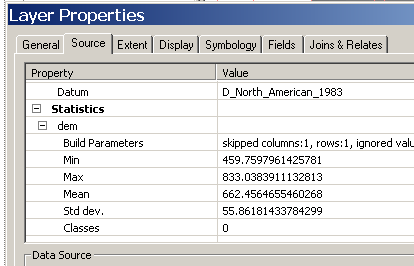 Layer Properties
General Source Extent Display Symbology Fields Joins & Relates
Property Value
Datum D_North_American_1983
Statistics
dem
Build Parameters skipped columns:1, rows:1, ignored valu
Min 459.7597961425781
Max 833.0383911132813
Mean 662.4564655460268
Std dev. 55.86181433784299
Classes 0
Data Source